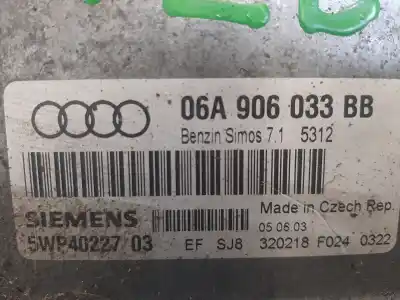 06A 906 033 BB
Benzin Simos 7.1 5312
Made in Czech Rep.
SIEMENS
05 06 03
5WP40227 03 EF SJ8 320218 F024 0322